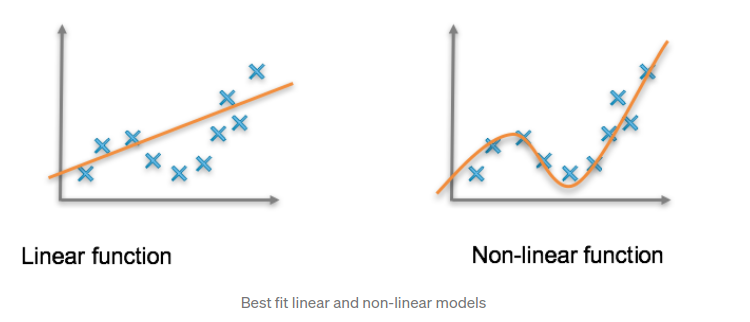 Linear function
Non-linear function
Best fit linear and non-linear models